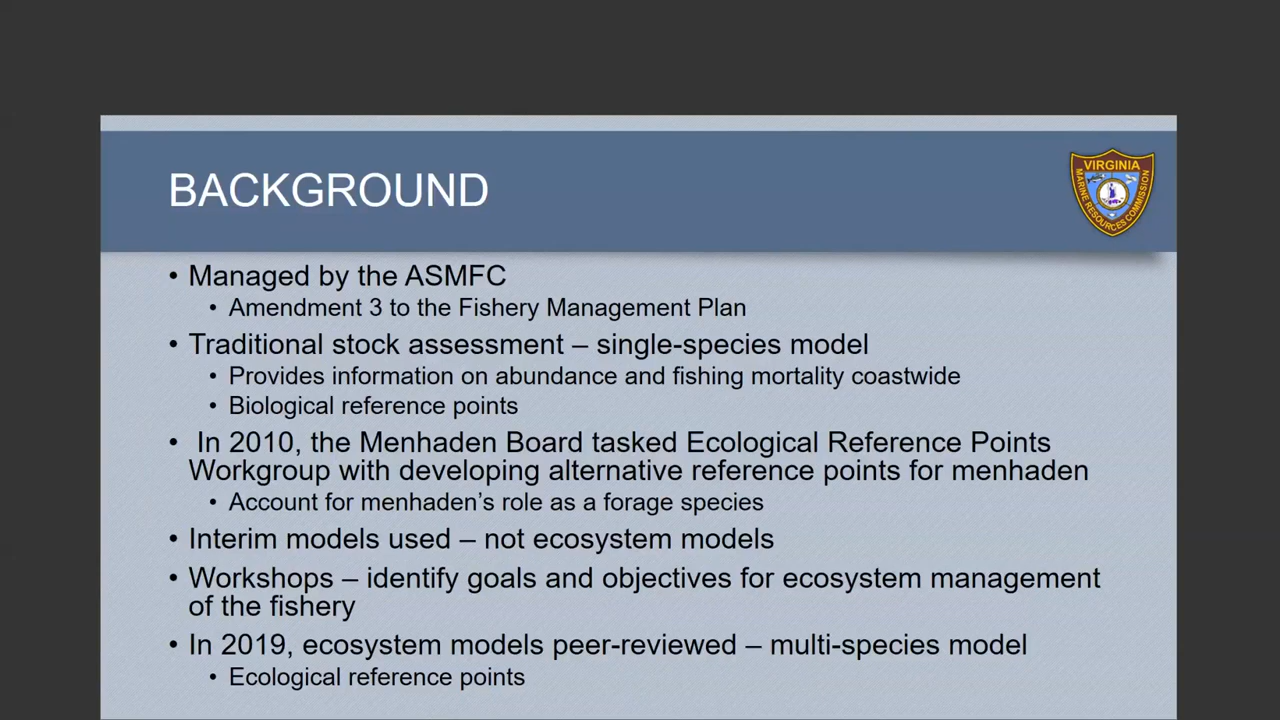 BACKGROUND
VIRGINIA
MARINE RESOURCES COMMISSION
• Managed by the ASMFC
• Amendment 3 to the Fishery Management Plan
• Traditional stock assessment – single-species model
• Provides information on abundance and fishing mortality coastwide
• Biological reference points
• In 2010, the Menhaden Board tasked Ecological Reference Points
Workgroup with developing alternative reference points for menhaden
• Account for menhaden’s role as a forage species
• Interim models used – not ecosystem models
• Workshops – identify goals and objectives for ecosystem management
of the fishery
• In 2019, ecosystem models peer-reviewed – multi-species model
• Ecological reference points